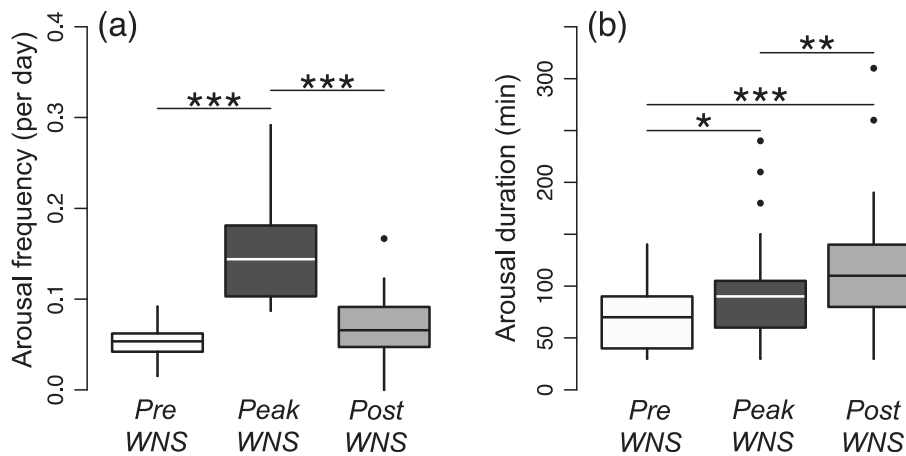 (a)
Arousal frequency (per day)
0.4
0.3
0.2
0.1
0.0
***
***
Pre WNS
Peak WNS
Post WNS
(b)
Arousal duration (min)
300
200
100
50
0
**
***
*
Pre WNS
Peak WNS
Post WNS